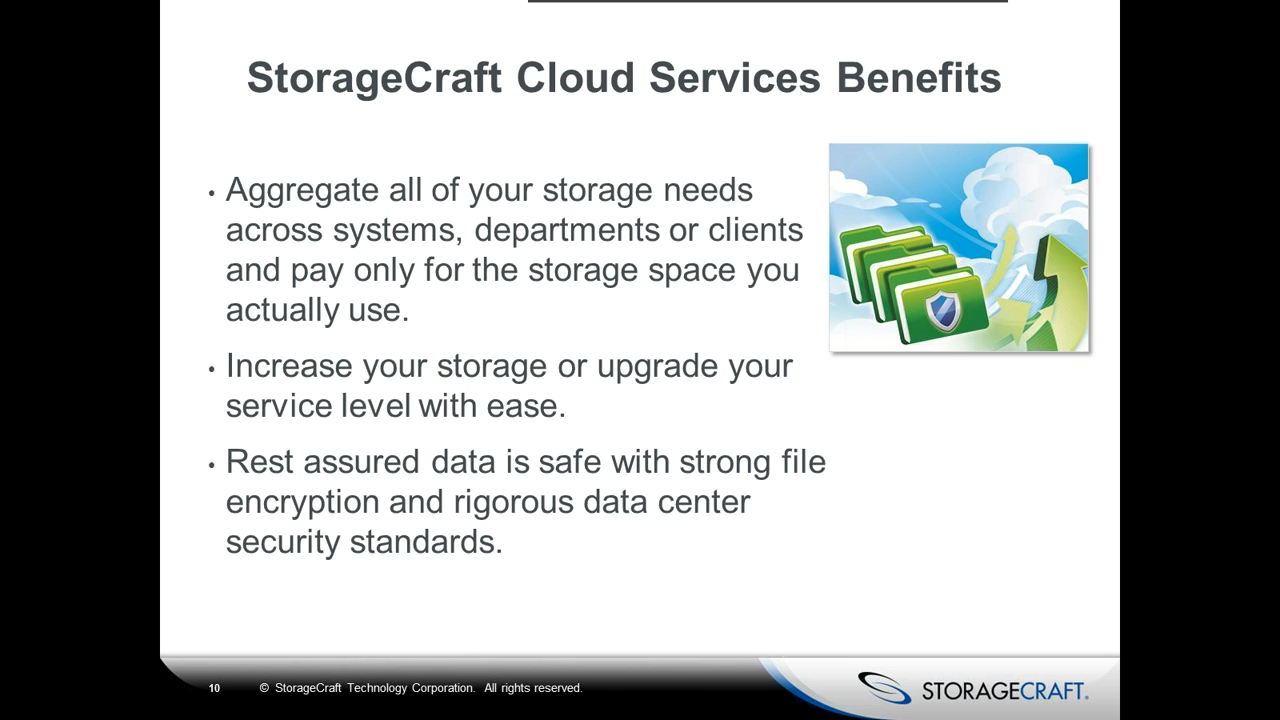 StorageCraft Cloud Services Benefits
• Aggregate all of your storage needs
across systems, departments or clients
and pay only for the storage space you
actually use.
• Increase your storage or upgrade your
service level with ease.
• Rest assured data is safe with strong file
encryption and rigorous data center
security standards.
10 © StorageCraft Technology Corporation. All rights reserved.
STORAGECRAFT.